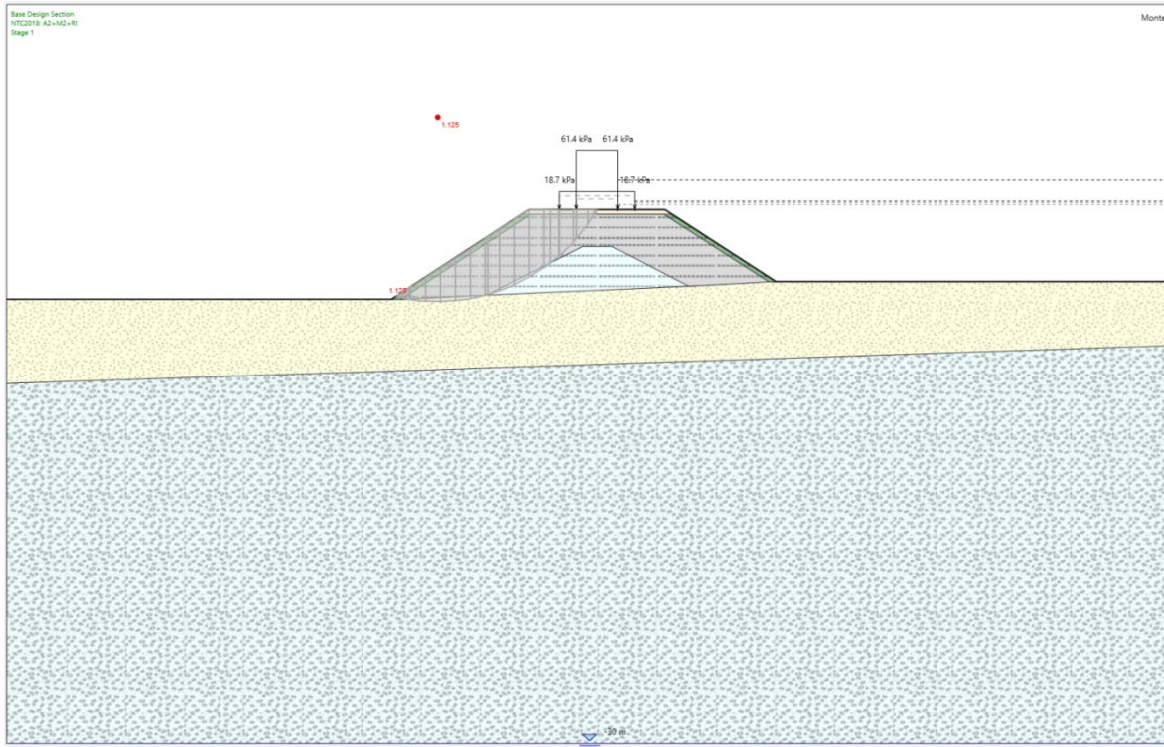 Base Design Section
NTC2018: A2+M2+RI
Stage 1
Monte
1.125
61.4 kPa 61.4 kPa
18.7 kPa 18.7 kPa
1.125
-30 m